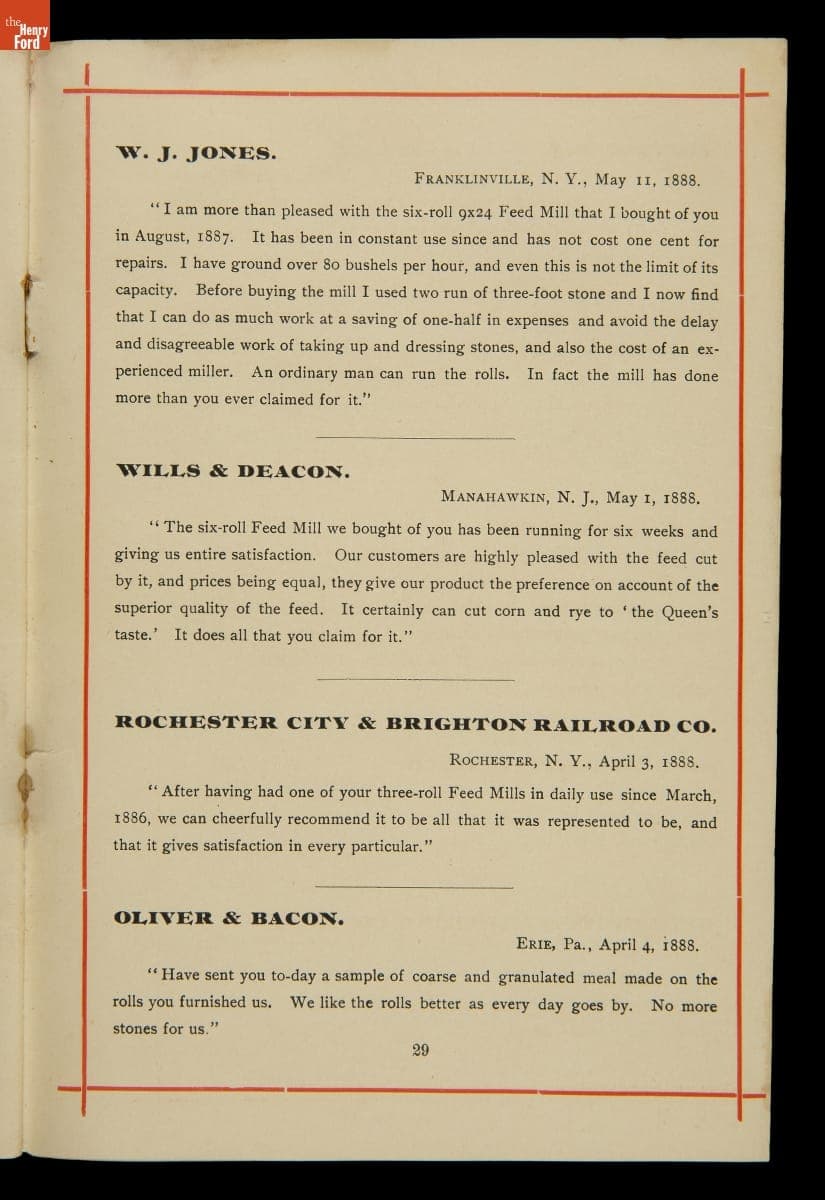 the
Henry
Ford
W. J. JONES.
FRANKLINVILLE, N. Y., May 11, 1888.
“I am more than pleased with the six-roll 9x24 Feed Mill that I bought of you
in August, 1887. It has been in constant use since and has not cost one cent for
repairs. I have ground over 80 bushels per hour, and even this is not the limit of its
capacity. Before buying the mill I used two run of three-foot stone and I now find
that I can do as much work at a saving of one-half in expenses and avoid the delay
and disagreeable work of taking up and dressing stones, and also the cost of an ex-
perienced miller. An ordinary man can run the rolls. In fact the mill has done
more than you ever claimed for it.”
WILLS & DEACON.
MANAHAWKIN, N. J., May 1, 1888.
“The six-roll Feed Mill we bought of you has been running for six weeks and
giving us entire satisfaction. Our customers are highly pleased with the feed cut
by it, and prices being equal, they give our product the preference on account of the
superior quality of the feed. It certainly can cut corn and rye to ‘the Queen’s
taste.’ It does all that you claim for it.”
ROCHESTER CITY & BRIGHTON RAILROAD CO.
ROCHESTER, N. Y., April 3, 1888.
“After having had one of your three-roll Feed Mills in daily use since March,
1886, we can cheerfully recommend it to be all that it was represented to be, and
that it gives satisfaction in every particular.”
OLIVER & BACON.
ERIE, Pa., April 4, 1888.
“Have sent you to-day a sample of coarse and granulated meal made on the
rolls you furnished us. We like the rolls better as every day goes by. No more
stones for us.”
29